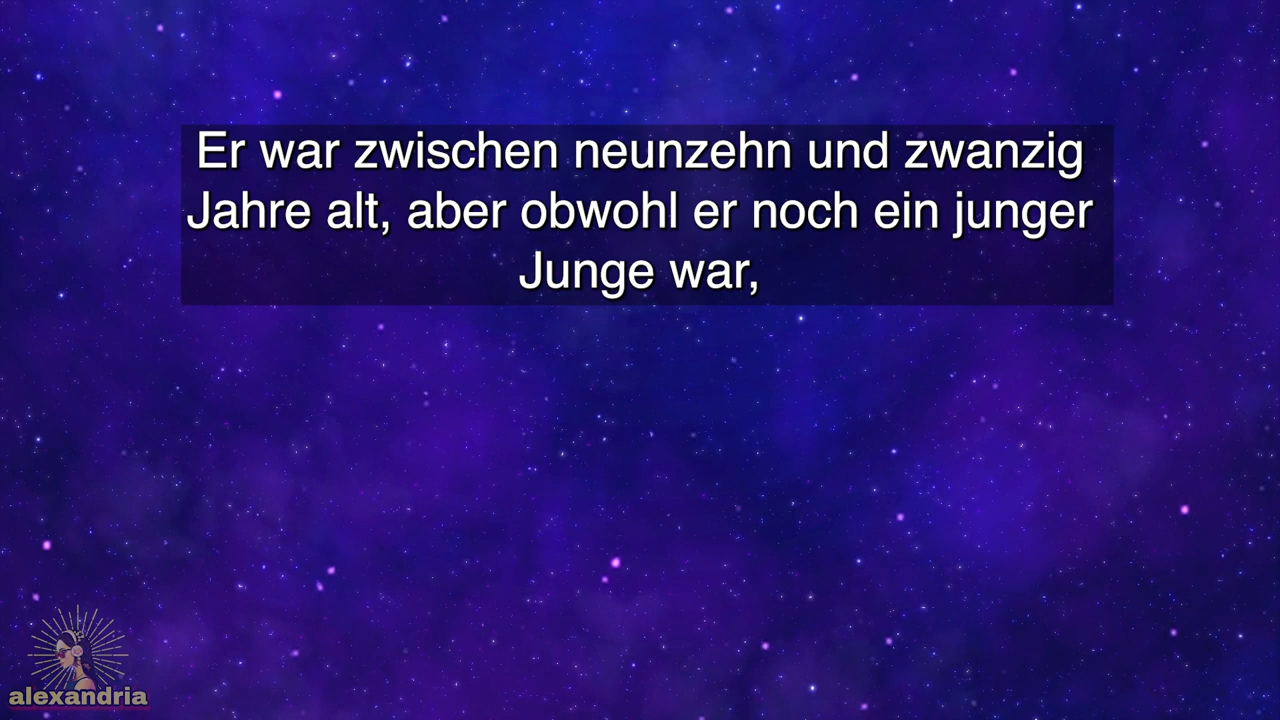 Er war zwischen neunzehn und zwanzig
Jahre alt, aber obwohl er noch ein junger
Junge war,
alexandria